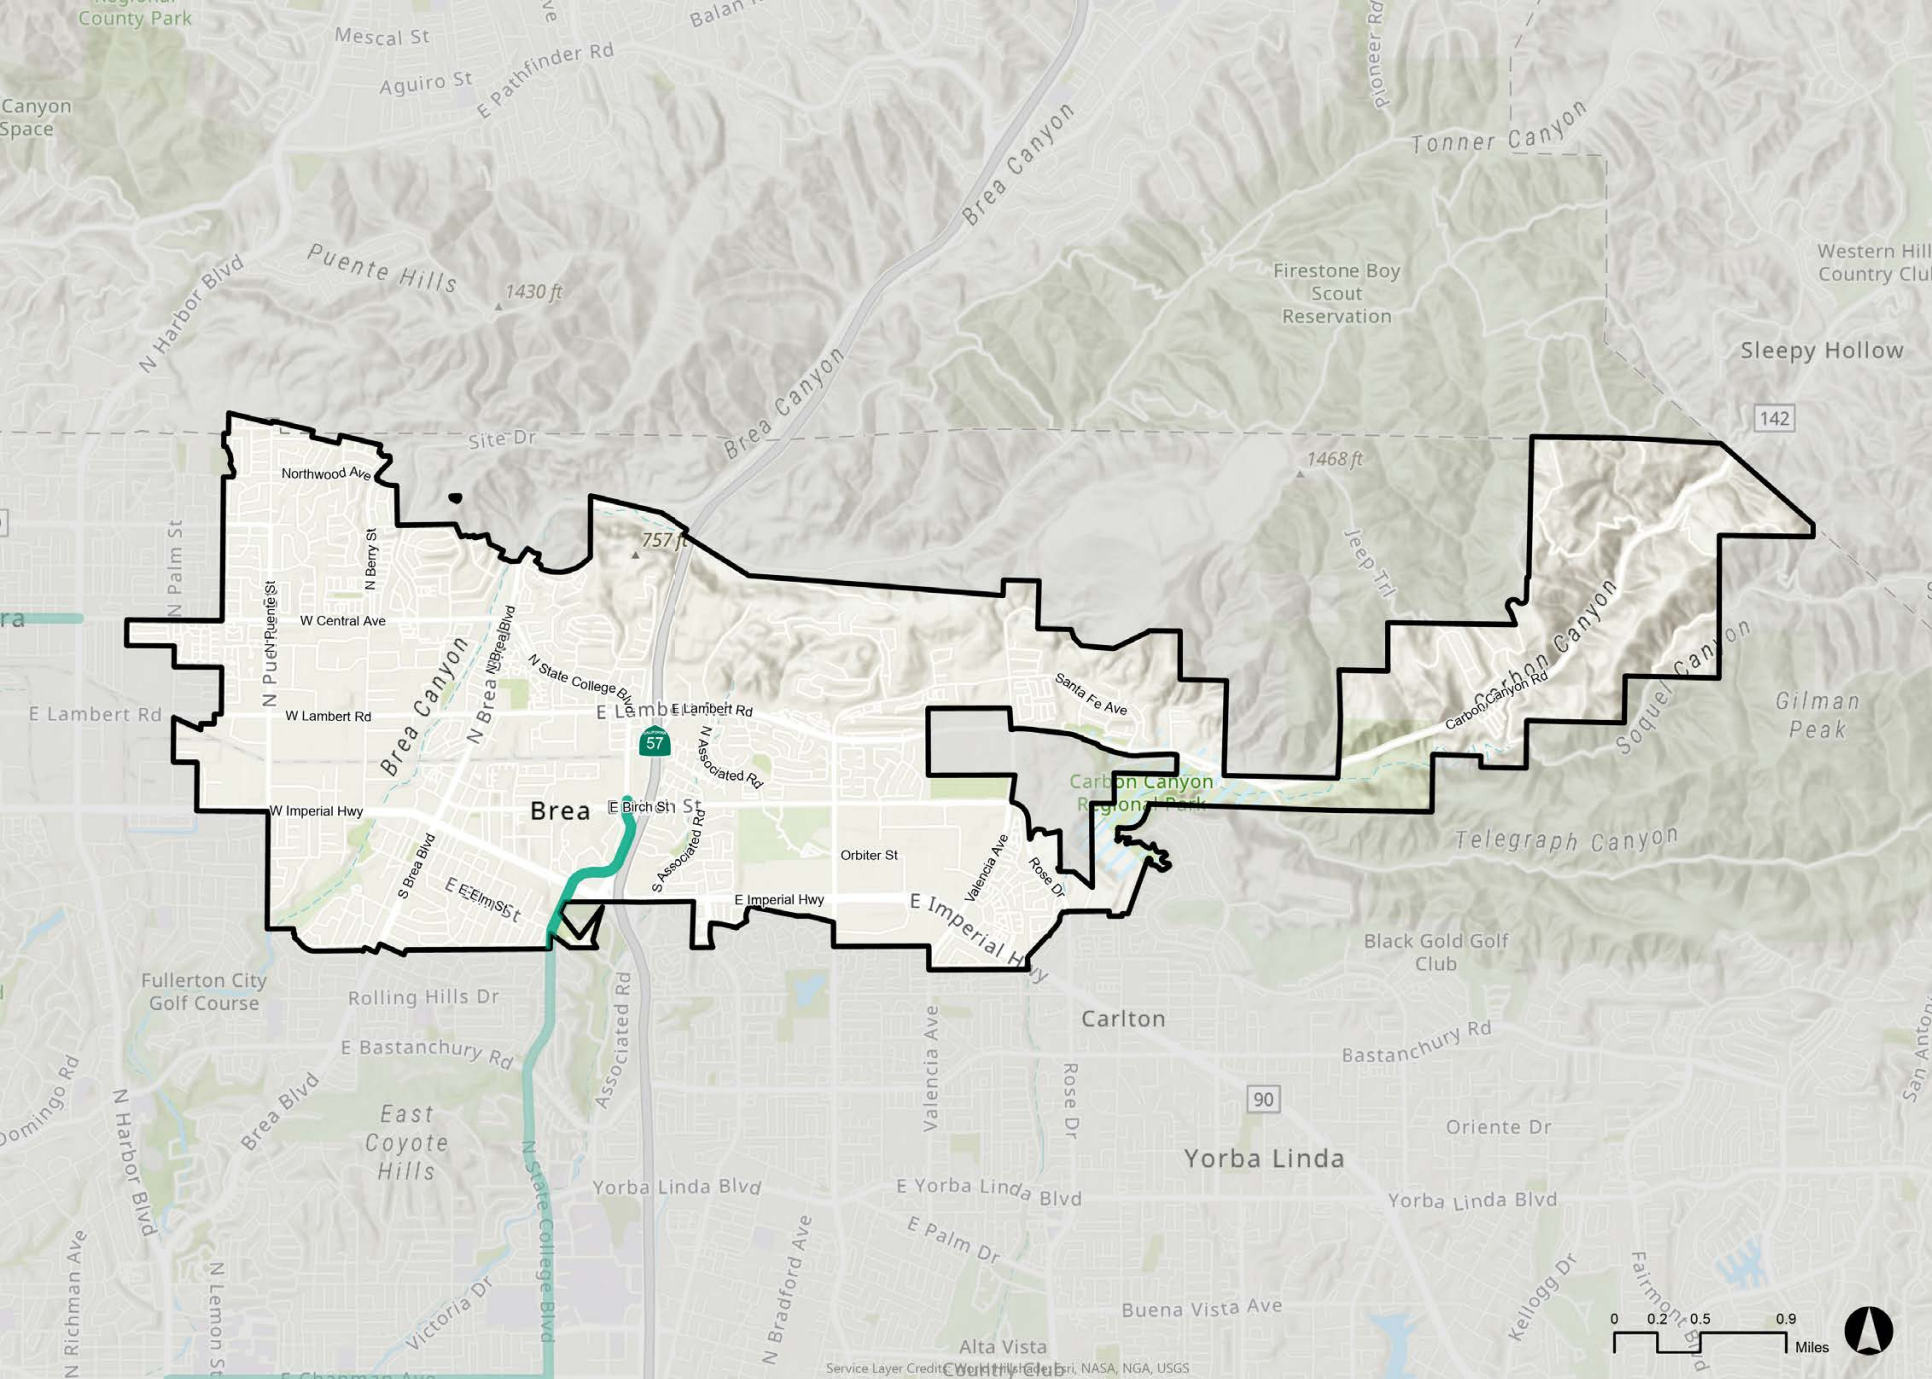 Regional
County Park
Mescal St
Aguiro St
E Pathfinder Rd
Pioneer Rd
Tonner Canyon
Canyon
Space
Brea Canyon
Puente Hills
1430 ft
N Harbor Blvd
Firestone Boy
Scout
Reservation
Western Hill
Country Clu
Sleepy Hollow
142
Brea Canyon
Site Dr
1468 ft
Northwood Ave
757 ft
N Palm St
N Berry St
Jeep Trl
W Central Ave
N Puente St
N Brea Blvd
Brea Canyon
N State College Blvd
Santa Fe Ave
Carbon Canyon
Carbon Canyon Rd
Soquel Canyon
Gilman
Peak
E Lambert Rd
W Lambert Rd
E Lambert Rd
57
N Associated Rd
Carbon Canyon
Regional Park
W Imperial Hwy
Brea
E Birch St
S Associated Rd
Telegraph Canyon
S Brea Blvd
E Elm St
Orbiter St
Valencia Ave
Rose Dr
E Imperial Hwy
E Imperial Hwy
Black Gold Golf
Club
Fullerton City
Golf Course
Rolling Hills Dr
Associated Rd
Carlton
E Bastanchury Rd
Bastanchury Rd
Valencia Ave
Rose Dr
90
Domingo Rd
N Harbor Blvd
Brea Blvd
East
Coyote
Hills
Oriente Dr
Yorba Linda
N State College Blvd
Yorba Linda Blvd
E Yorba Linda Blvd
Yorba Linda Blvd
E Palm Dr
N Richman Ave
N Lemon St
Victoria Dr
N Bradford Ave
Buena Vista Ave
Kellogg Dr
Fairmont Blvd
Alta Vista
Country Club
E Chapman Ave
0 0.2 0.5 0.9
Miles
Service Layer Credits: World Hillshade: Esri, NASA, NGA, USGS